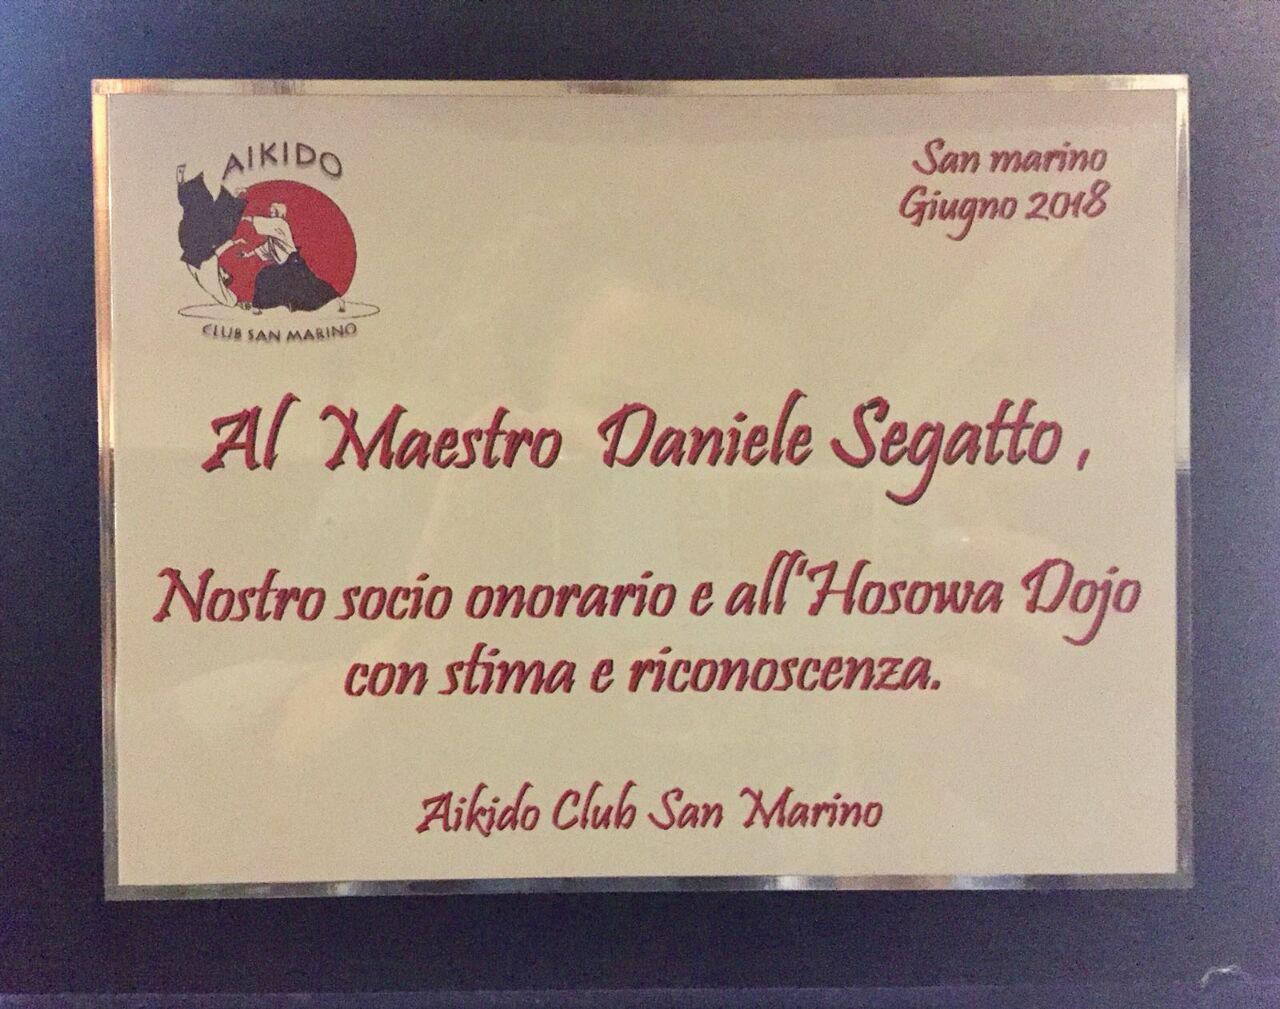 AIKIDO
CLUB SAN MARINO
San marino
Giugno 2018
Al Maestro Daniele Segatto ,
Nostro socio onorario e all‘Hosowa Dojo
con stima e riconoscenza.
Aikido Club San Marino